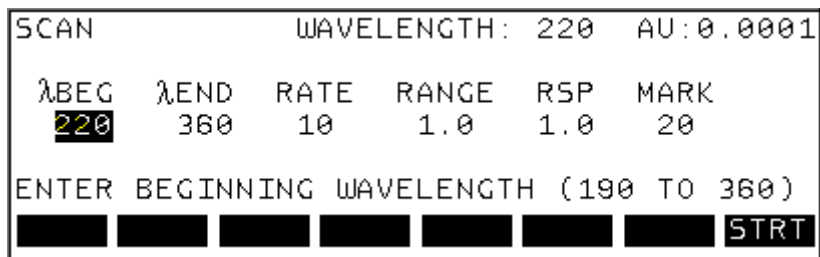 SCAN WAVELENGTH: 220 AU:0.0001
λBEG λEND RATE RANGE RSP MARK
220 360 10 1.0 1.0 20
ENTER BEGINNING WAVELENGTH (190 TO 360)
STRT